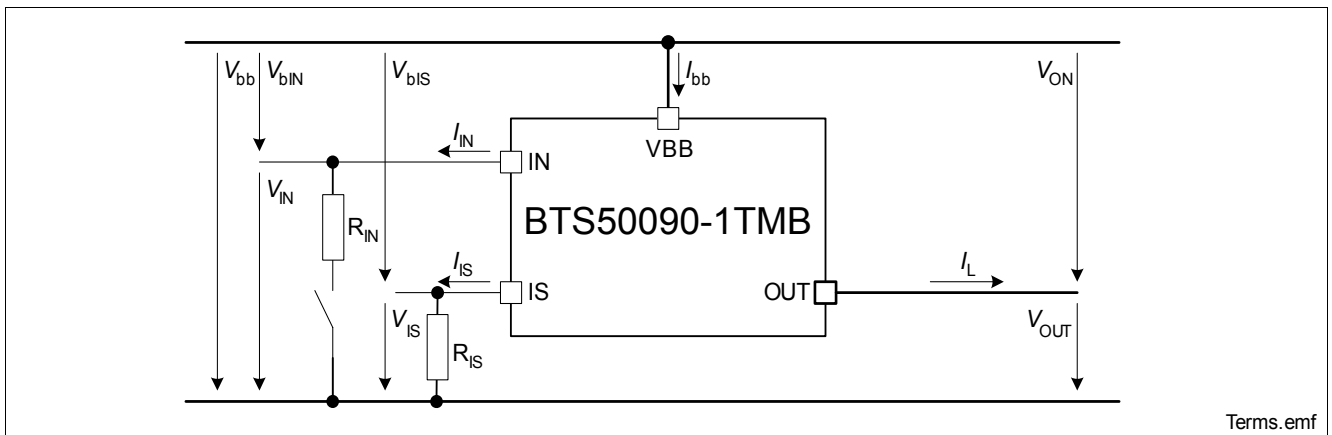 Vbb VbIN VbIS Ibb VON
IIN
IN VBB
VIN
BTS50090-1TMB
RIN
IIS IL
IS OUT
VIS VOUT
RIS
Terms.emf